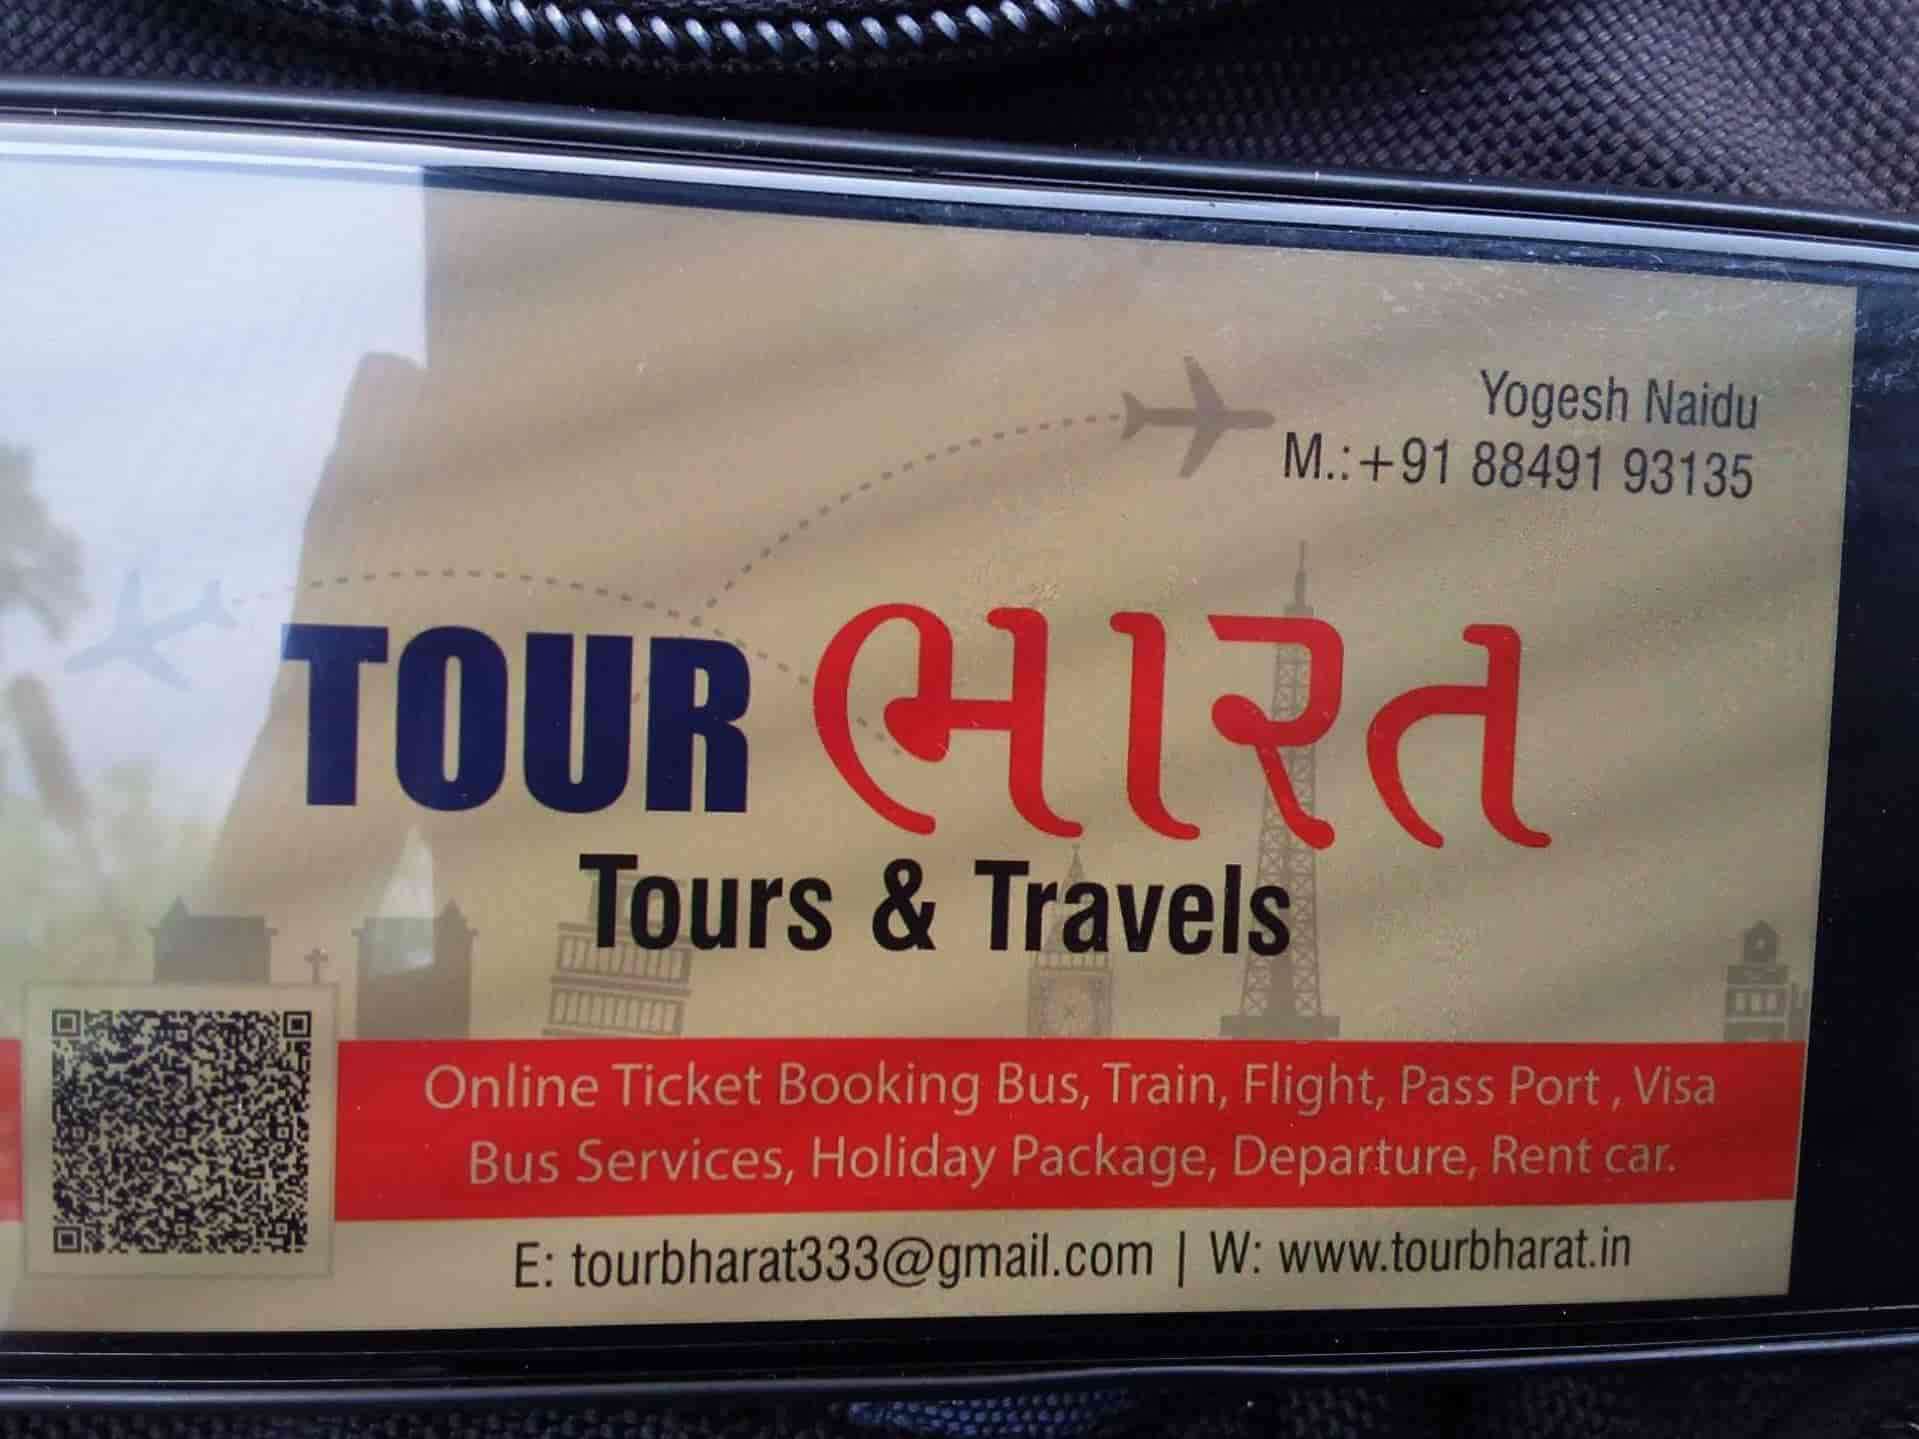 Yogesh Naidu
M.:+91 88491 93135
TOUR ભારત
Tours & Travels
Online Ticket Booking Bus, Train, Flight, Pass Port , Visa
Bus Services, Holiday Package, Departure, Rent car.
E: tourbharat333@gmail.com | W: www.tourbharat.in